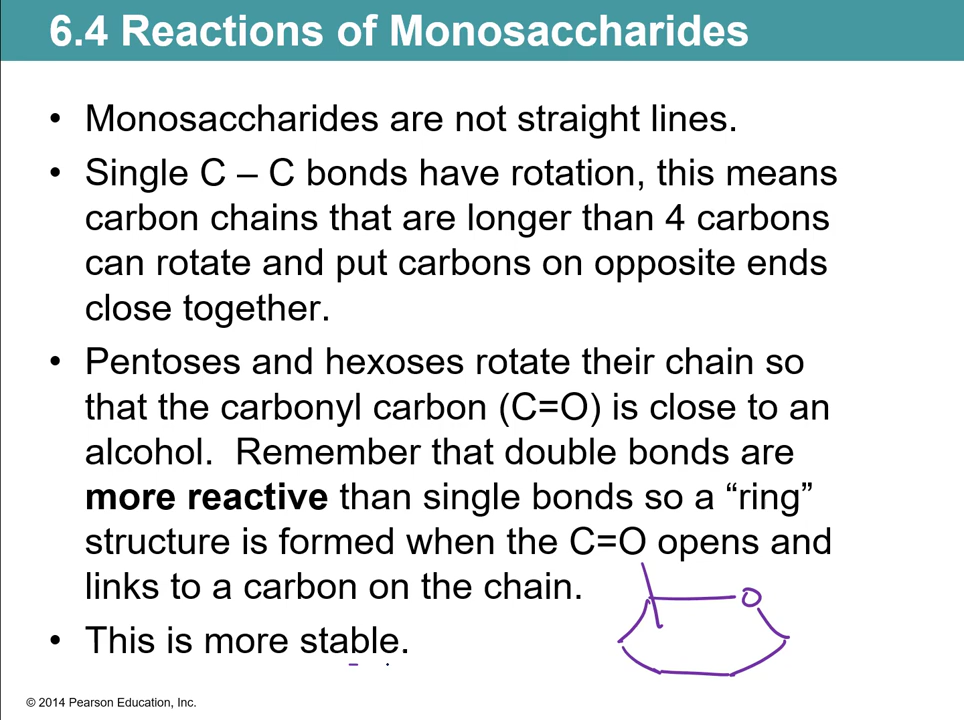 6.4 Reactions of Monosaccharides
• Monosaccharides are not straight lines.
• Single C – C bonds have rotation, this means
carbon chains that are longer than 4 carbons
can rotate and put carbons on opposite ends
close together.
• Pentoses and hexoses rotate their chain so
that the carbonyl carbon (C=O) is close to an
alcohol.  Remember that double bonds are
more reactive than single bonds so a “ring”
structure is formed when the C=O opens and
links to a carbon on the chain.
O
• This is more stable.
© 2014 Pearson Education, Inc.